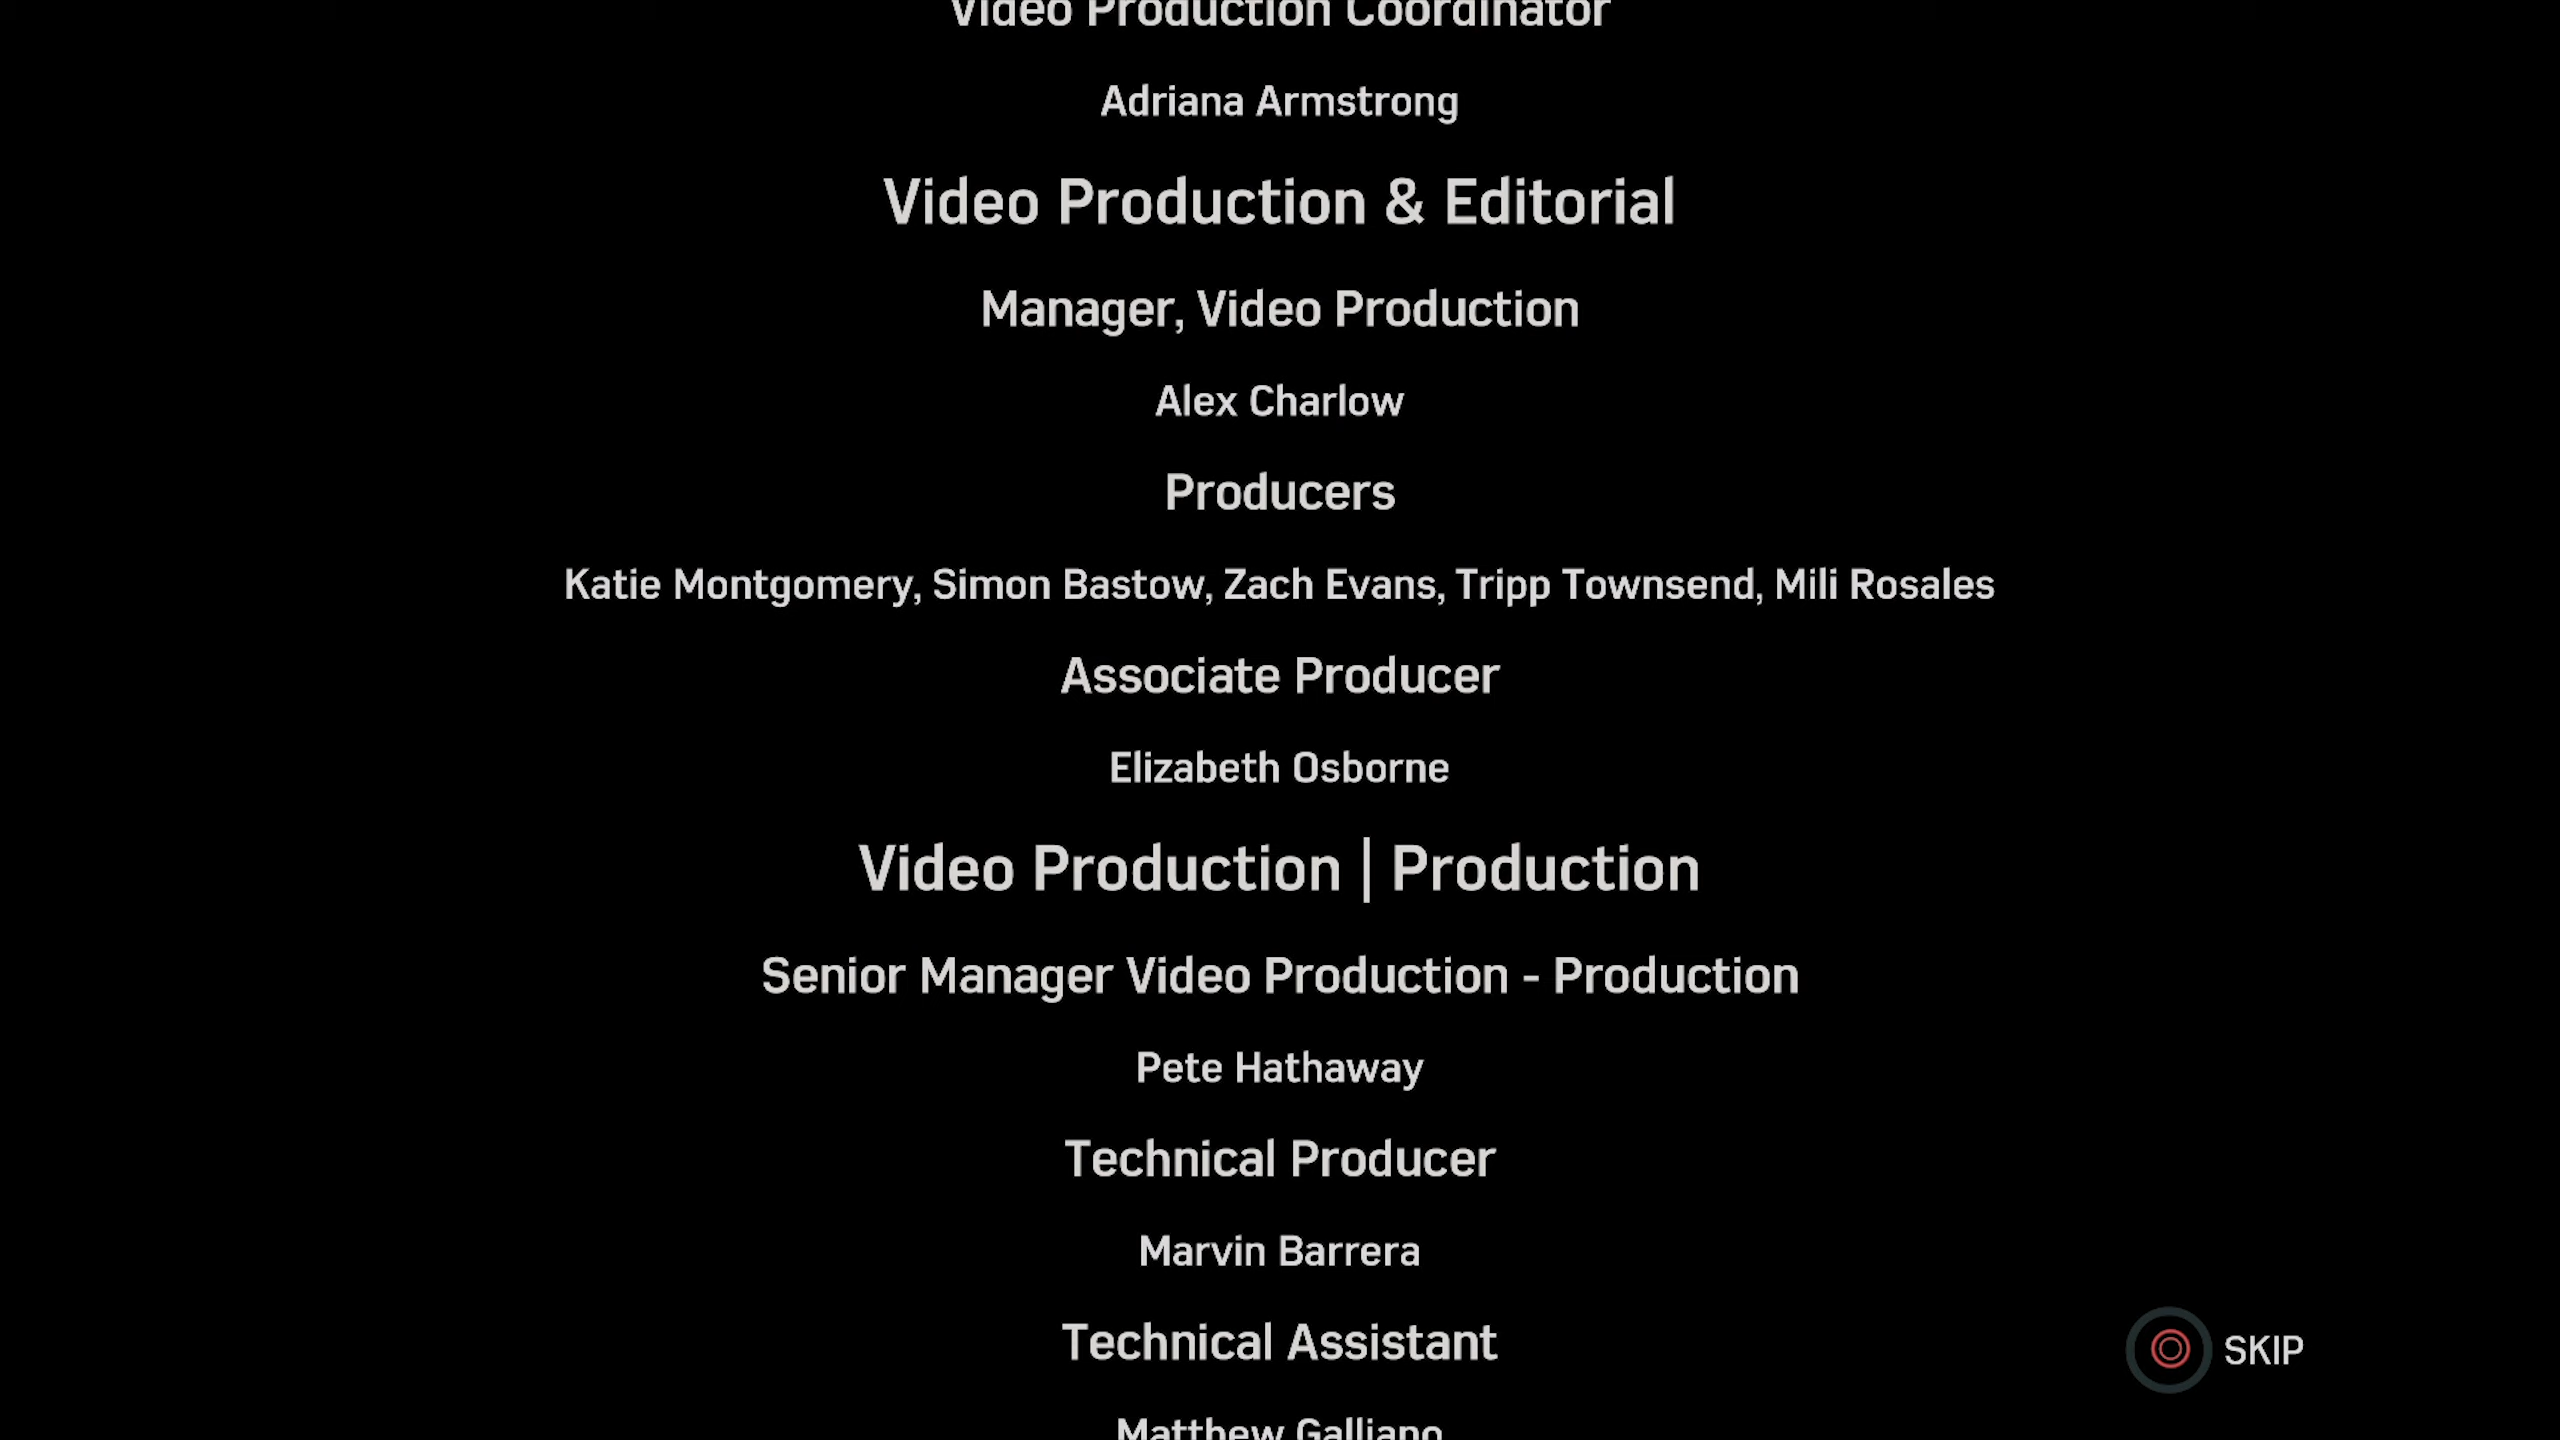 Video Production Coordinator
Adriana Armstrong
Video Production & Editorial
Manager, Video Production
Alex Charlow
Producers
Katie Montgomery, Simon Bastow, Zach Evans, Tripp Townsend, Mili Rosales
Associate Producer
Elizabeth Osborne
Video Production | Production
Senior Manager Video Production - Production
Pete Hathaway
Technical Producer
Marvin Barrera
Technical Assistant
Matthew Galliano
SKIP